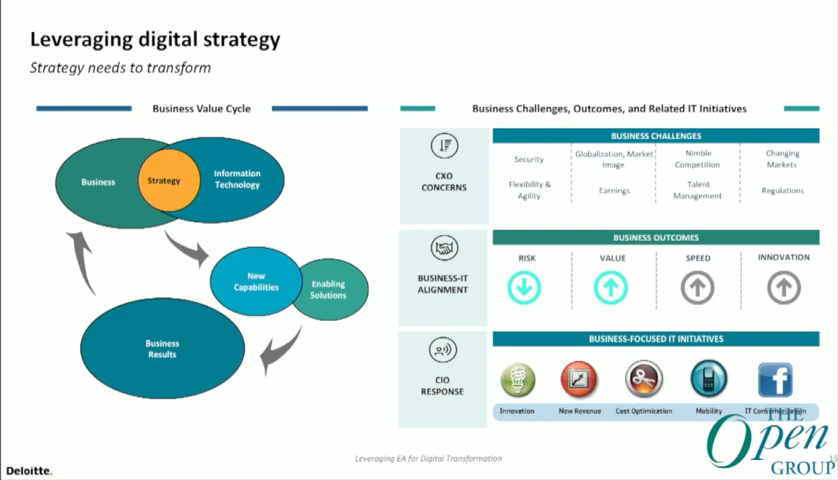 Leveraging digital strategy
Strategy needs to transform
Business Value Cycle
Business
Strategy
Information
Technology
New
Capabilities
Enabling
Solutions
Business
Results
Business Challenges, Outcomes, and Related IT Initiatives
CXO
CONCERNS
BUSINESS CHALLENGES
Security
Globalization, Market
Image
Nimble
Competition
Changing
Markets
Flexibility &
Agility
Earnings
Talent
Management
Regulations
BUSINESS-IT
ALIGNMENT
BUSINESS OUTCOMES
RISK
VALUE
SPEED
INNOVATION
CIO
RESPONSE
BUSINESS-FOCUSED IT INITIATIVES
Innovation
New Revenue
Cost Optimization
Mobility
IT
Leveraging EA for Digital Transformation
15
Deloitte.
THE
Open
GROUP